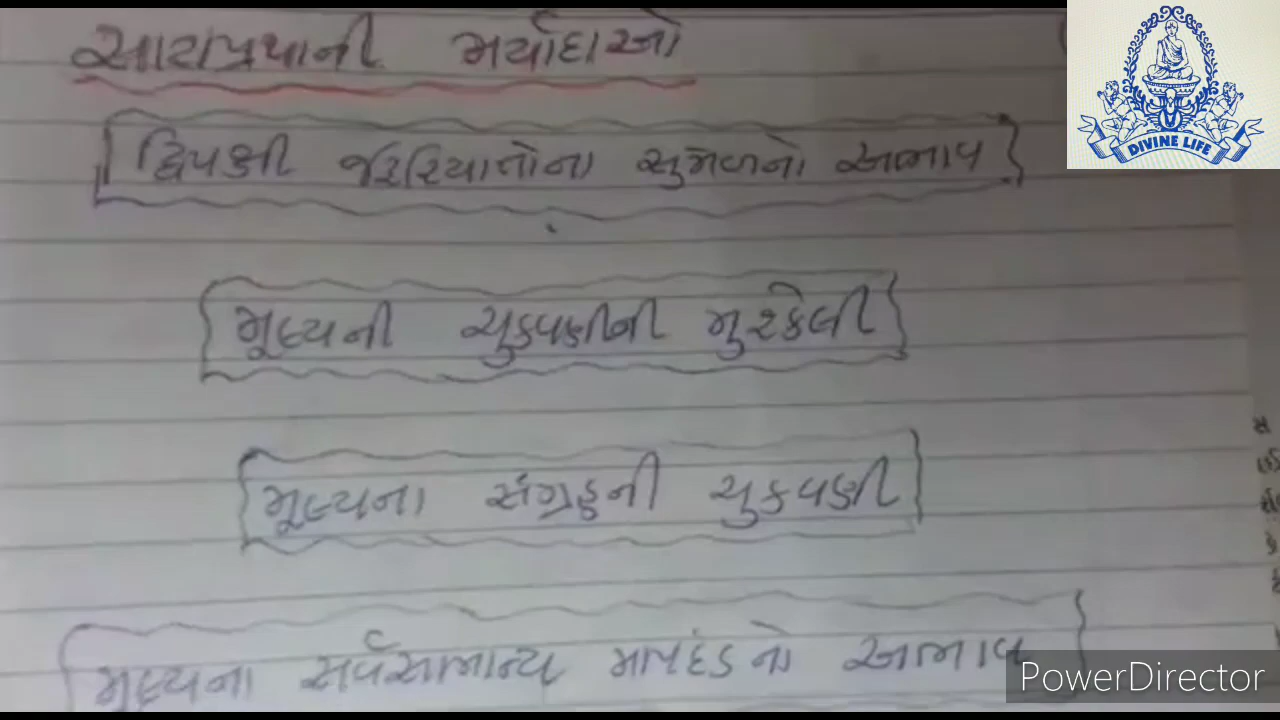 સાટાપ્રથાની મર્યાદાઓ
DIVINE LIFE
દ્વિપક્ષી જરૂરિયાતોના સુમેળનો અભાવ
મૂલ્યની ચુકવણીની મુશ્કેલી
મૂલ્યના સંગ્રહની ચુકવણી
મૂલ્યના સર્વસામાન્ય માપદંડનો અભાવ
PowerDirector